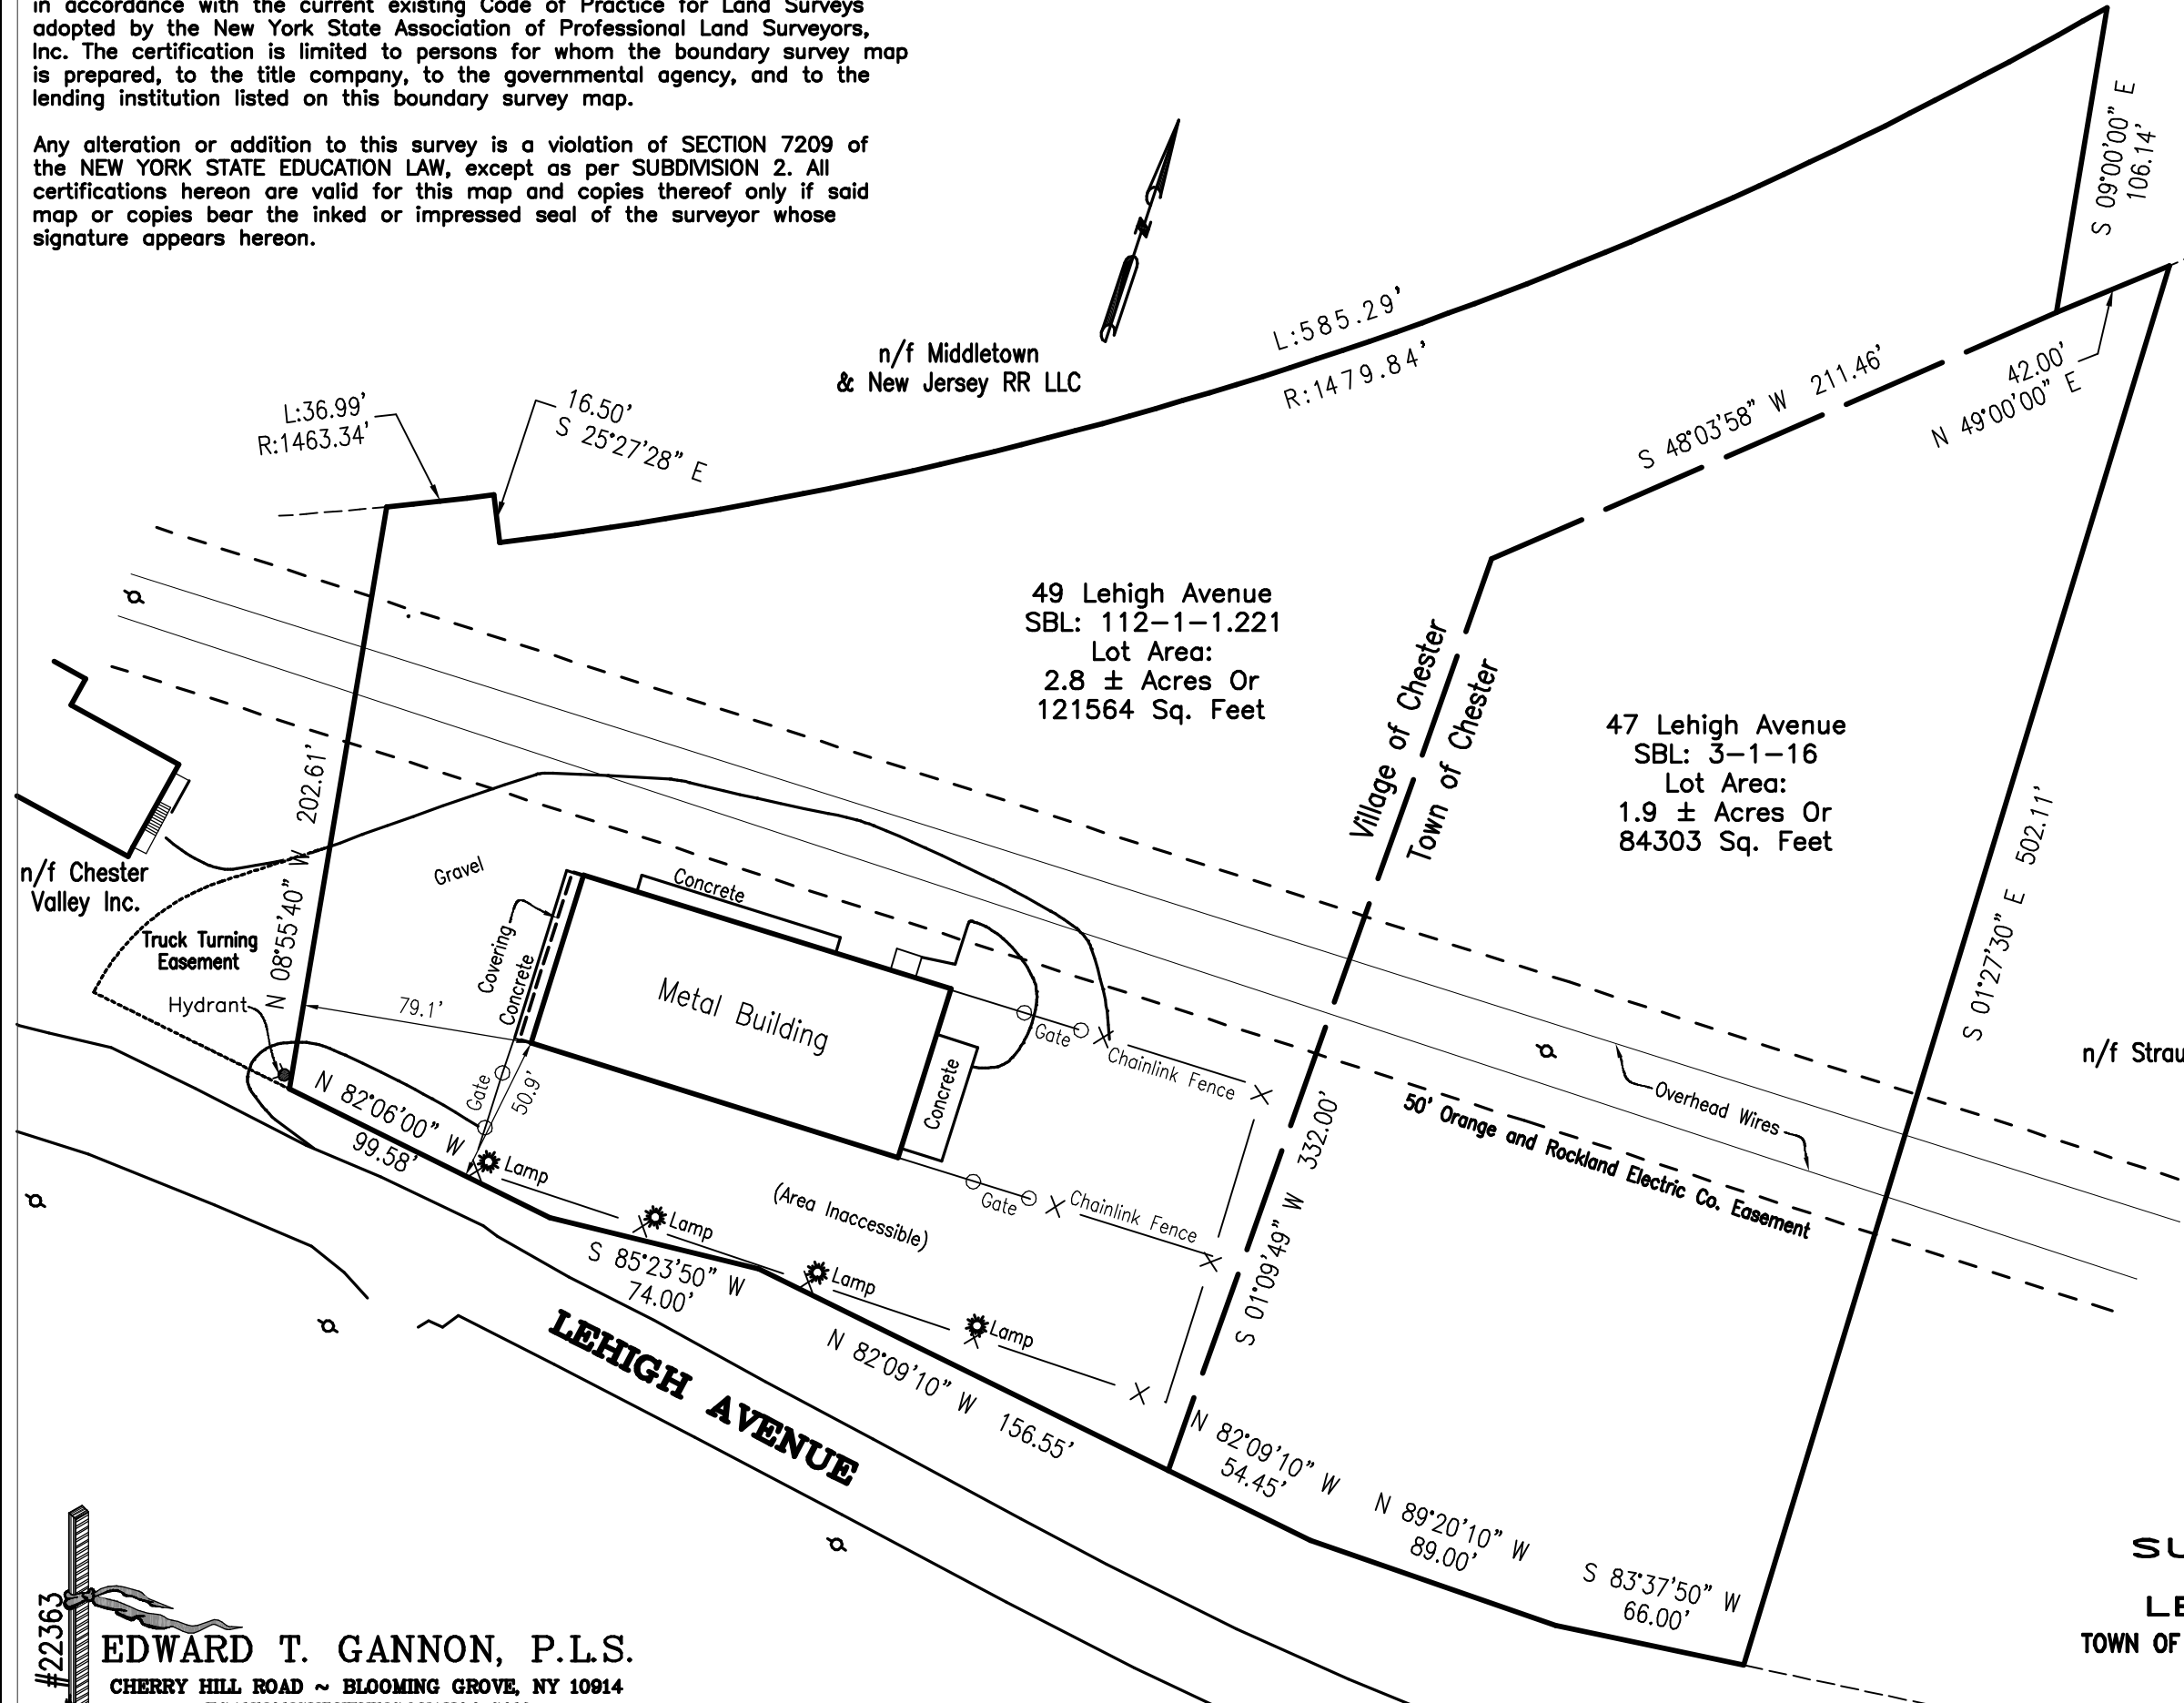 in accordance with the current existing Code of Practice for Land Surveys
adopted by the New York State Association of Professional Land Surveyors,
Inc. The certification is limited to persons for whom the boundary survey map
is prepared, to the title company, to the governmental agency, and to the
lending institution listed on this boundary survey map.
Any alteration or addition to this survey is a violation of SECTION 7209 of
the NEW YORK STATE EDUCATION LAW, except as per SUBDIVISION 2. All
certifications hereon are valid for this map and copies thereof only if said
map or copies bear the inked or impressed seal of the surveyor whose
signature appears hereon.
N
S 09°00'00" E
106.14'
n/f Middletown
& New Jersey RR LLC
L:585.29'
R:1479.84'
L:36.99'
R:1463.34'
16.50'
S 25°27'28" E
S 48°03'58" W 211.46'
42.00'
N 49°00'00" E
49 Lehigh Avenue
SBL: 112-1-1.221
Lot Area:
2.8 ± Acres Or
121564 Sq. Feet
Village of Chester
Town of Chester
47 Lehigh Avenue
SBL: 3-1-16
Lot Area:
1.9 ± Acres Or
84303 Sq. Feet
N 08°55'40" W 202.61'
S 01°27'30" E 502.11'
n/f Chester
Valley Inc.
Truck Turning
Easement
Hydrant
Gravel
Covering
Concrete
Concrete
Metal Building
Concrete
79.1'
50.9'
Gate
Gate
Chainlink Fence
Gate
Chainlink Fence
n/f Strau
Overhead Wires
50' Orange and Rockland Electric Co. Easement
S 01°09'49" W 332.00'
N 82°06'00" W
99.58'
Lamp
Lamp
Lamp
Lamp
(Area Inaccessible)
S 85°23'50" W
74.00'
N 82°09'10" W 156.55'
N 82°09'10" W
54.45'
N 89°20'10" W
89.00'
S 83°37'50" W
66.00'
LEHIGH AVENUE
SU
LE
TOWN OF
#22363
EDWARD T. GANNON, P.L.S.
CHERRY HILL ROAD ~ BLOOMING GROVE, NY 10914